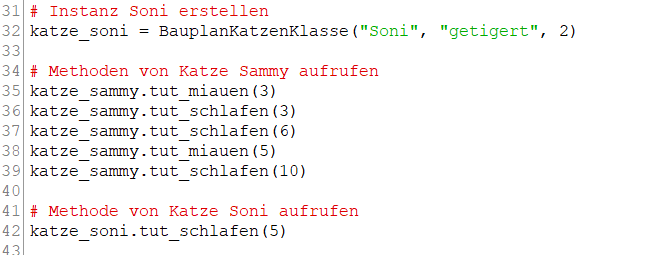 31 # Instanz Soni erstellen
32 katze_soni = BauplanKatzenKlasse("Soni", "getigert", 2)
33
34 # Methoden von Katze Sammy aufrufen
35 katze_sammy.tut_miauen(3)
36 katze_sammy.tut_schlafen(3)
37 katze_sammy.tut_schlafen(6)
38 katze_sammy.tut_miauen(5)
39 katze_sammy.tut_schlafen(10)
40
41 # Methode von Katze Soni aufrufen
42 katze_soni.tut_schlafen(5)
43